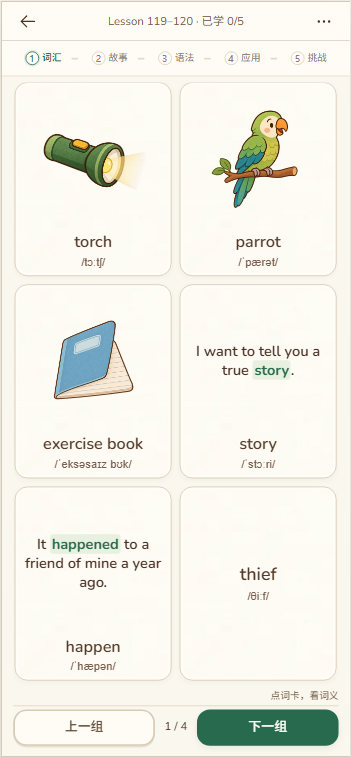 Lesson 119–120 · 已学 0/5
1 词汇 – 2 故事 – 3 语法 – 4 应用 – 5 挑战
torch
/tɔːtʃ/
parrot
/ˈpærət/
exercise book
/ˈeksəsaɪz bʊk/
I want to tell you a
true story.
story
/ˈstɔːri/
It happened to a
friend of mine a year
ago.
happen
/ˈhæpən/
thief
/θiːf/
点词卡，看词义
上一组 1 / 4 下一组